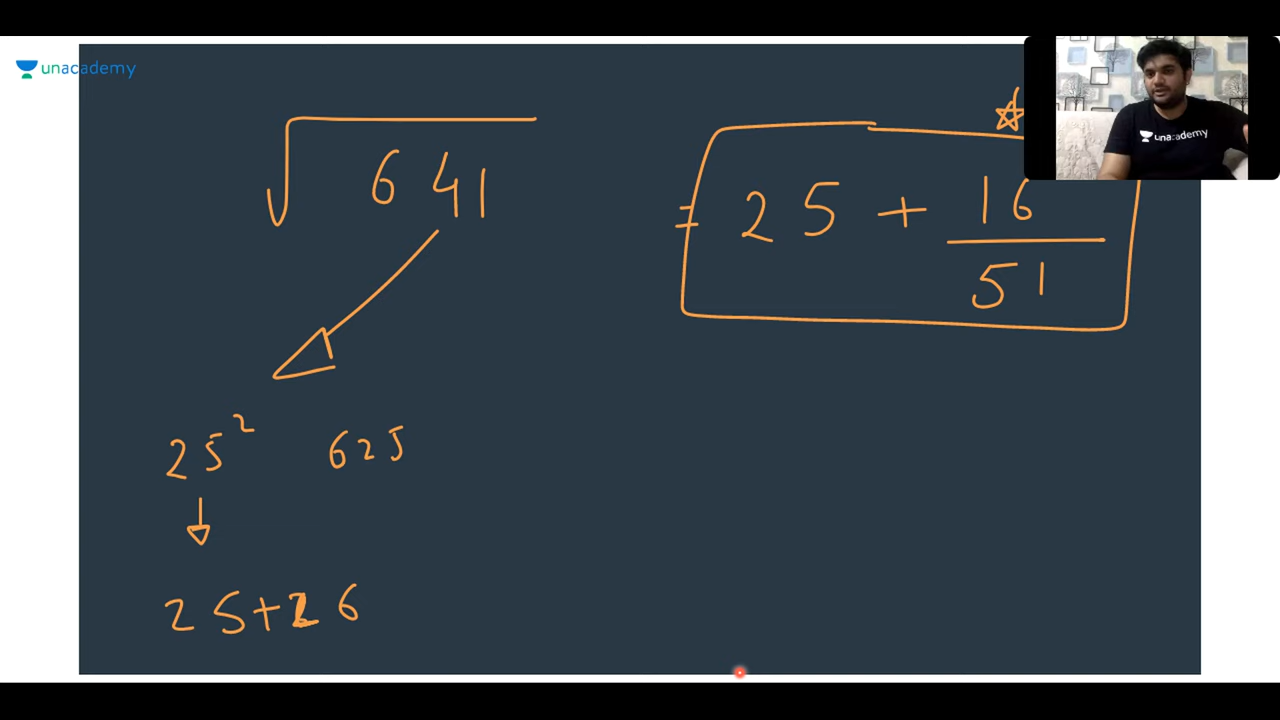 unacademy
√641
= 25 + 16/51
unacademy
25² 625
25+26